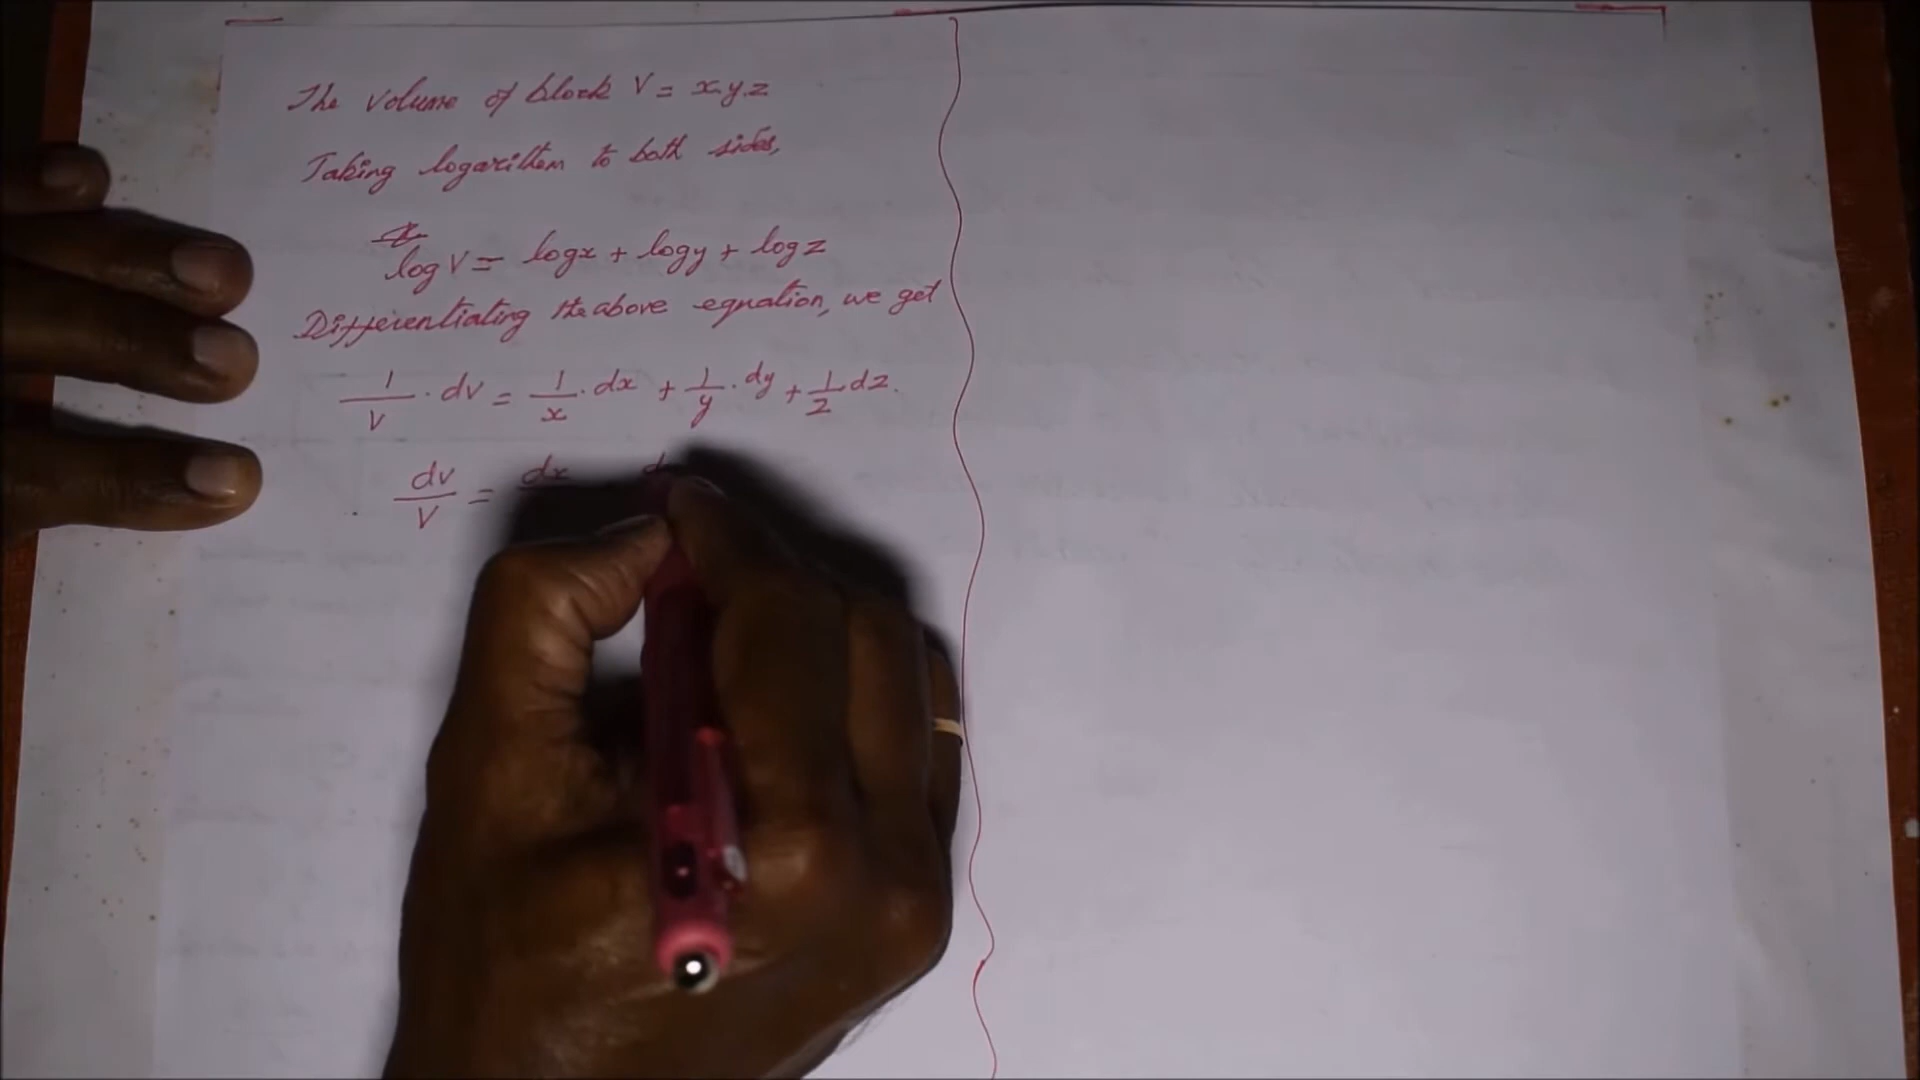 The volume of block V = x.y.z
Taking logarithm to both sides,
log V = log x + log y + log z
Differentiating the above equation, we get
1/V . dv = 1/x . dx + 1/y . dy + 1/z dz.
dv/V = dx